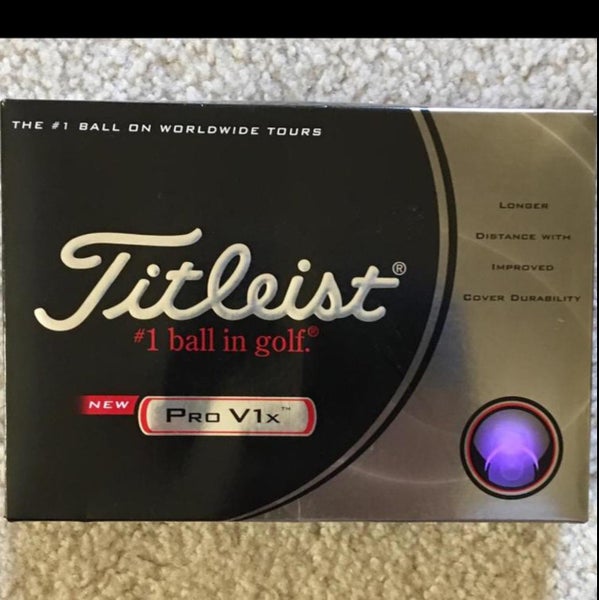 THE #1 BALL ON WORLDWIDE TOURS
Titleist®
#1 ball in golf.®
NEW
PRO V1x™
LONGER
DISTANCE WITH
IMPROVED
COVER DURABILITY